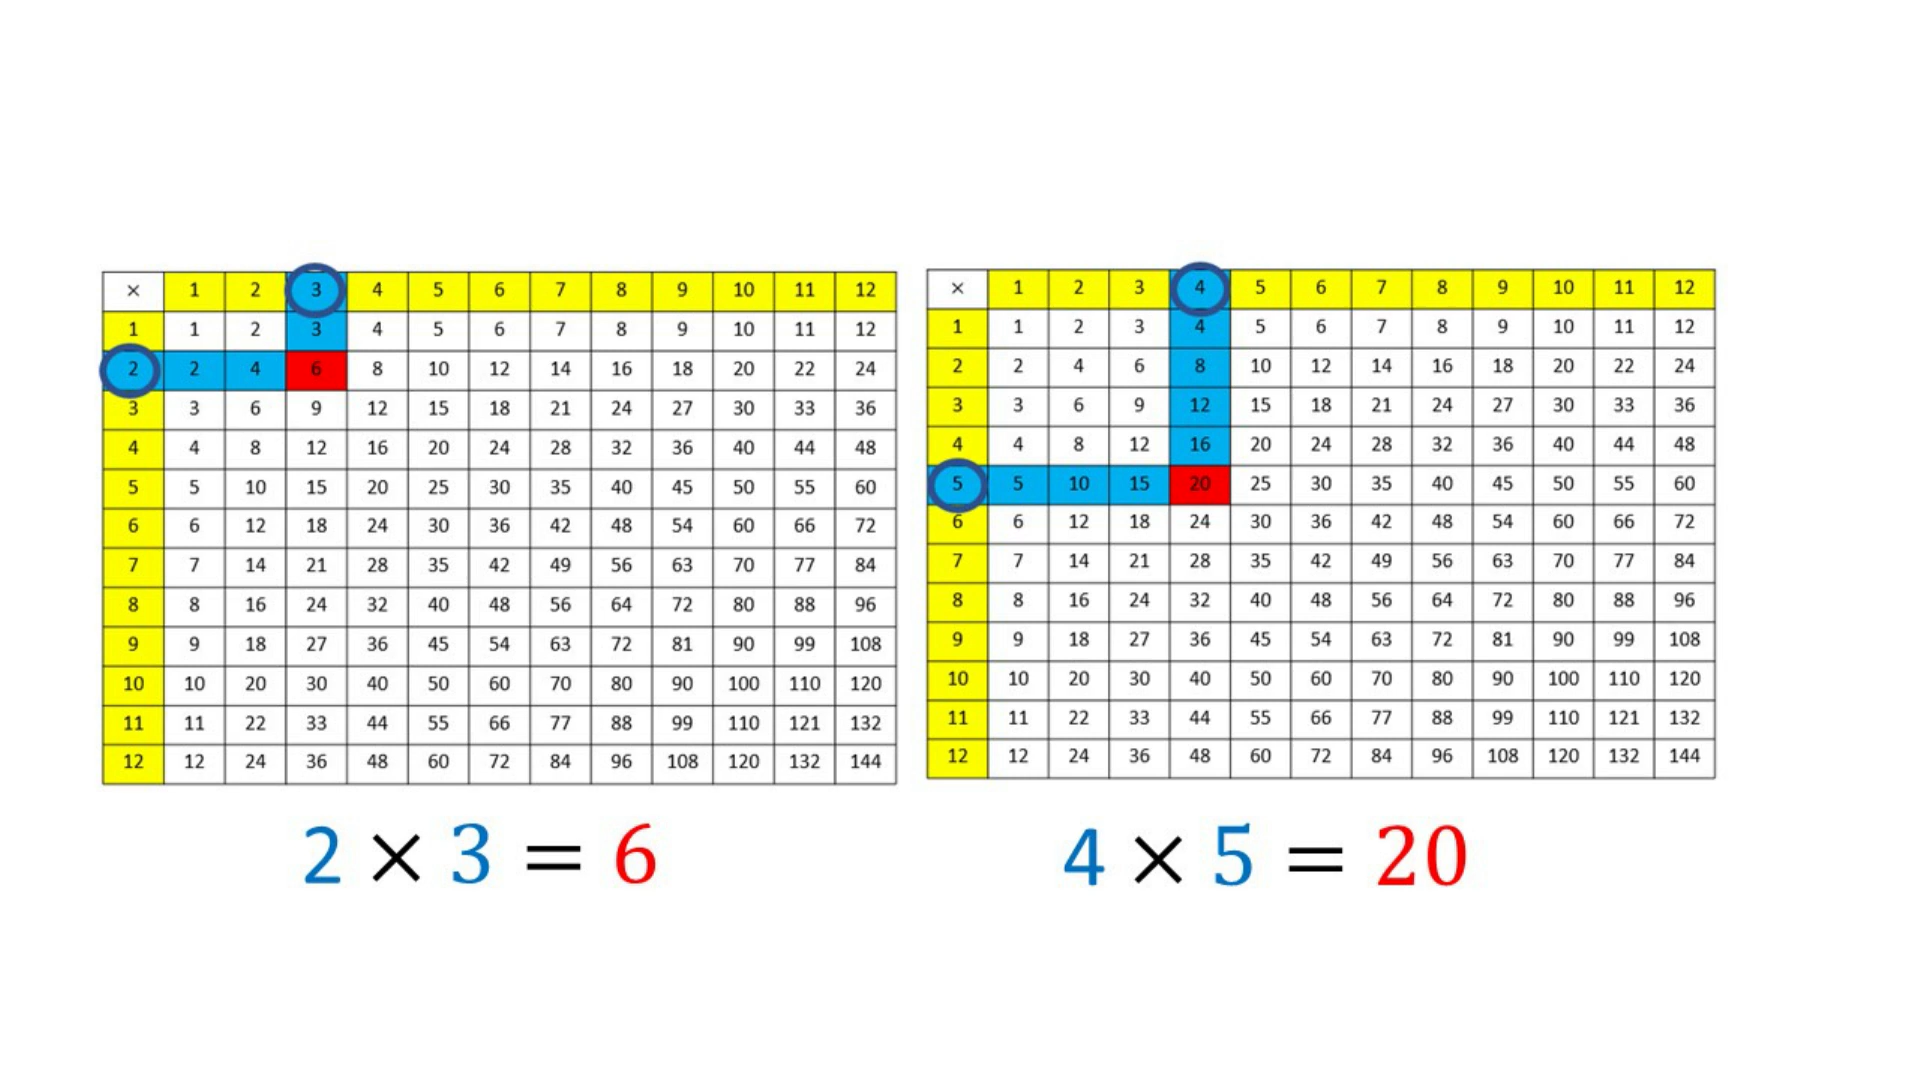 × 1 2 3 4 5 6 7 8 9 10 11 12
1 1 2 3 4 5 6 7 8 9 10 11 12
2 2 4 6 8 10 12 14 16 18 20 22 24
3 3 6 9 12 15 18 21 24 27 30 33 36
4 4 8 12 16 20 24 28 32 36 40 44 48
5 5 10 15 20 25 30 35 40 45 50 55 60
6 6 12 18 24 30 36 42 48 54 60 66 72
7 7 14 21 28 35 42 49 56 63 70 77 84
8 8 16 24 32 40 48 56 64 72 80 88 96
9 9 18 27 36 45 54 63 72 81 90 99 108
10 10 20 30 40 50 60 70 80 90 100 110 120
11 11 22 33 44 55 66 77 88 99 110 121 132
12 12 24 36 48 60 72 84 96 108 120 132 144
2 × 3 = 6
× 1 2 3 4 5 6 7 8 9 10 11 12
1 1 2 3 4 5 6 7 8 9 10 11 12
2 2 4 6 8 10 12 14 16 18 20 22 24
3 3 6 9 12 15 18 21 24 27 30 33 36
4 4 8 12 16 20 24 28 32 36 40 44 48
5 5 10 15 20 25 30 35 40 45 50 55 60
6 6 12 18 24 30 36 42 48 54 60 66 72
7 7 14 21 28 35 42 49 56 63 70 77 84
8 8 16 24 32 40 48 56 64 72 80 88 96
9 9 18 27 36 45 54 63 72 81 90 99 108
10 10 20 30 40 50 60 70 80 90 100 110 120
11 11 22 33 44 55 66 77 88 99 110 121 132
12 12 24 36 48 60 72 84 96 108 120 132 144
4 × 5 = 20